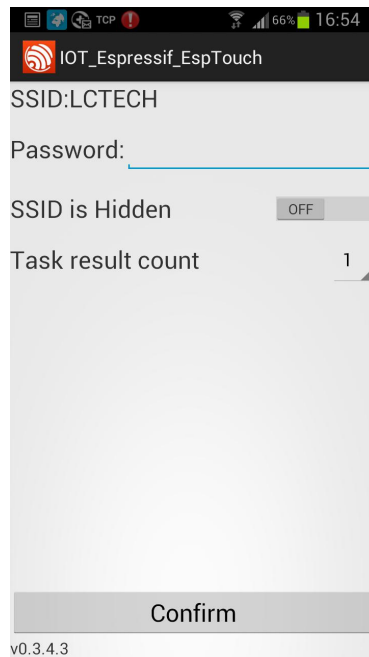 TCP 66% 16:54
IOT_Espressif_EspTouch
SSID:LCTECH
Password:
SSID is Hidden OFF
Task result count 1
Confirm
v0.3.4.3